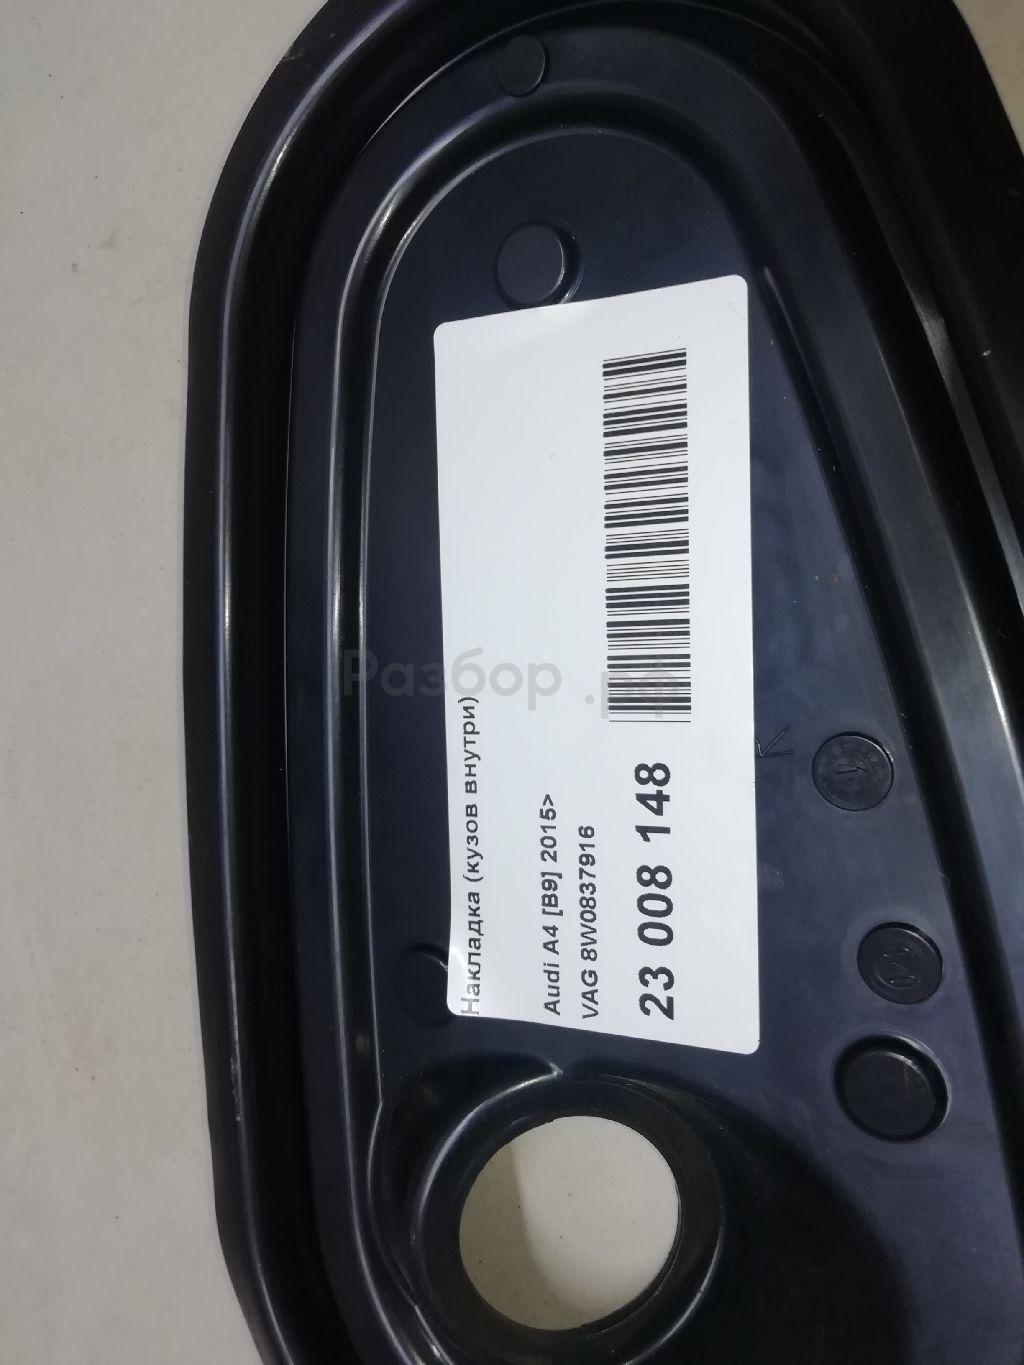 Накладка (кузов внутри)
Audi A4 [B9] 2015>
VAG 8W0837916
23 008 148
Разбор.рф